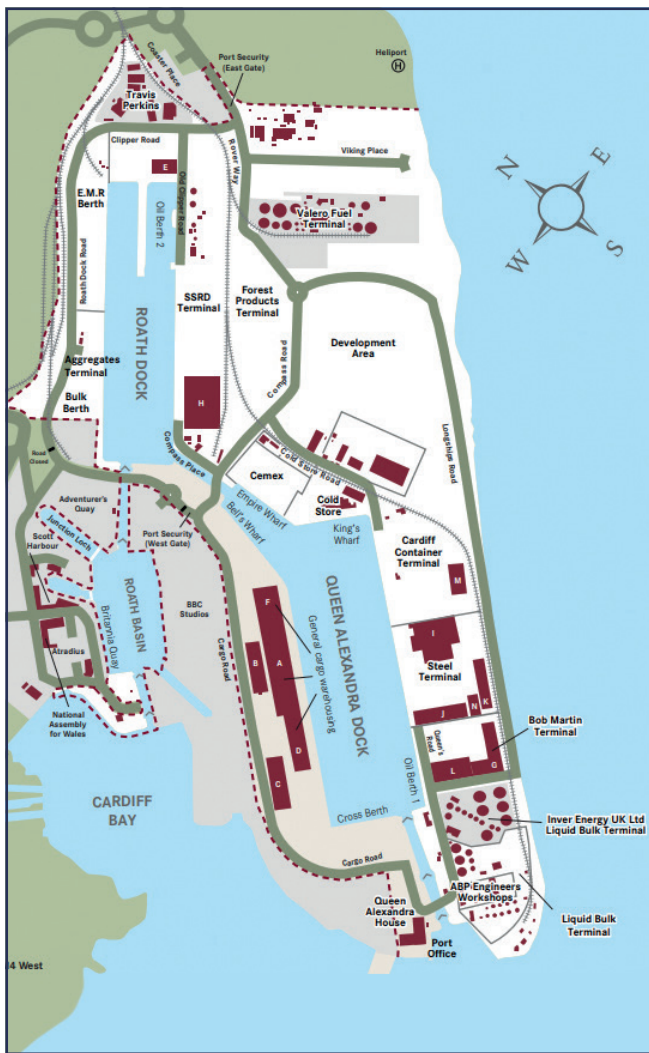 Heliport
H
Port Security
(East Gate)
Coaster Place
Travis
Perkins
Clipper Road
Rover Way
Viking Place
E
Old Clipper Road
E.M.R
Berth
Oil Berth 2
Valero Fuel
Terminal
N
E
S
W
Roath Dock Road
ROATH DOCK
SSRD
Terminal
Forest
Products
Terminal
Development
Area
Aggregates
Terminal
Bulk
Berth
H
Compass Road
Longships Road
Road
Closed
Compass Place
Cemex
Cold Store Road
Cold
Store
Empire Wharf
Bell's Wharf
King's
Wharf
Adventurer's
Quay
Port Security
(West Gate)
Junction Loch
Scott
Harbour
Cardiff
Container
Terminal
M
ROATH BASIN
Britannia Quay
BBC
Studios
Atradius
National
Assembly
for Wales
Cargo Road
F
B
A
D
C
General cargo warehousing
QUEEN ALEXANDRA DOCK
I
Steel
Terminal
J
N
K
Queen's
Road
L
G
Bob Martin
Terminal
Oil Berth 1
CARDIFF
BAY
Cross Berth
Inver Energy UK Ltd
Liquid Bulk Terminal
Cargo Road
ABP Engineers
Workshops
Queen
Alexandra
House
Port
Office
Liquid Bulk
Terminal
14 West